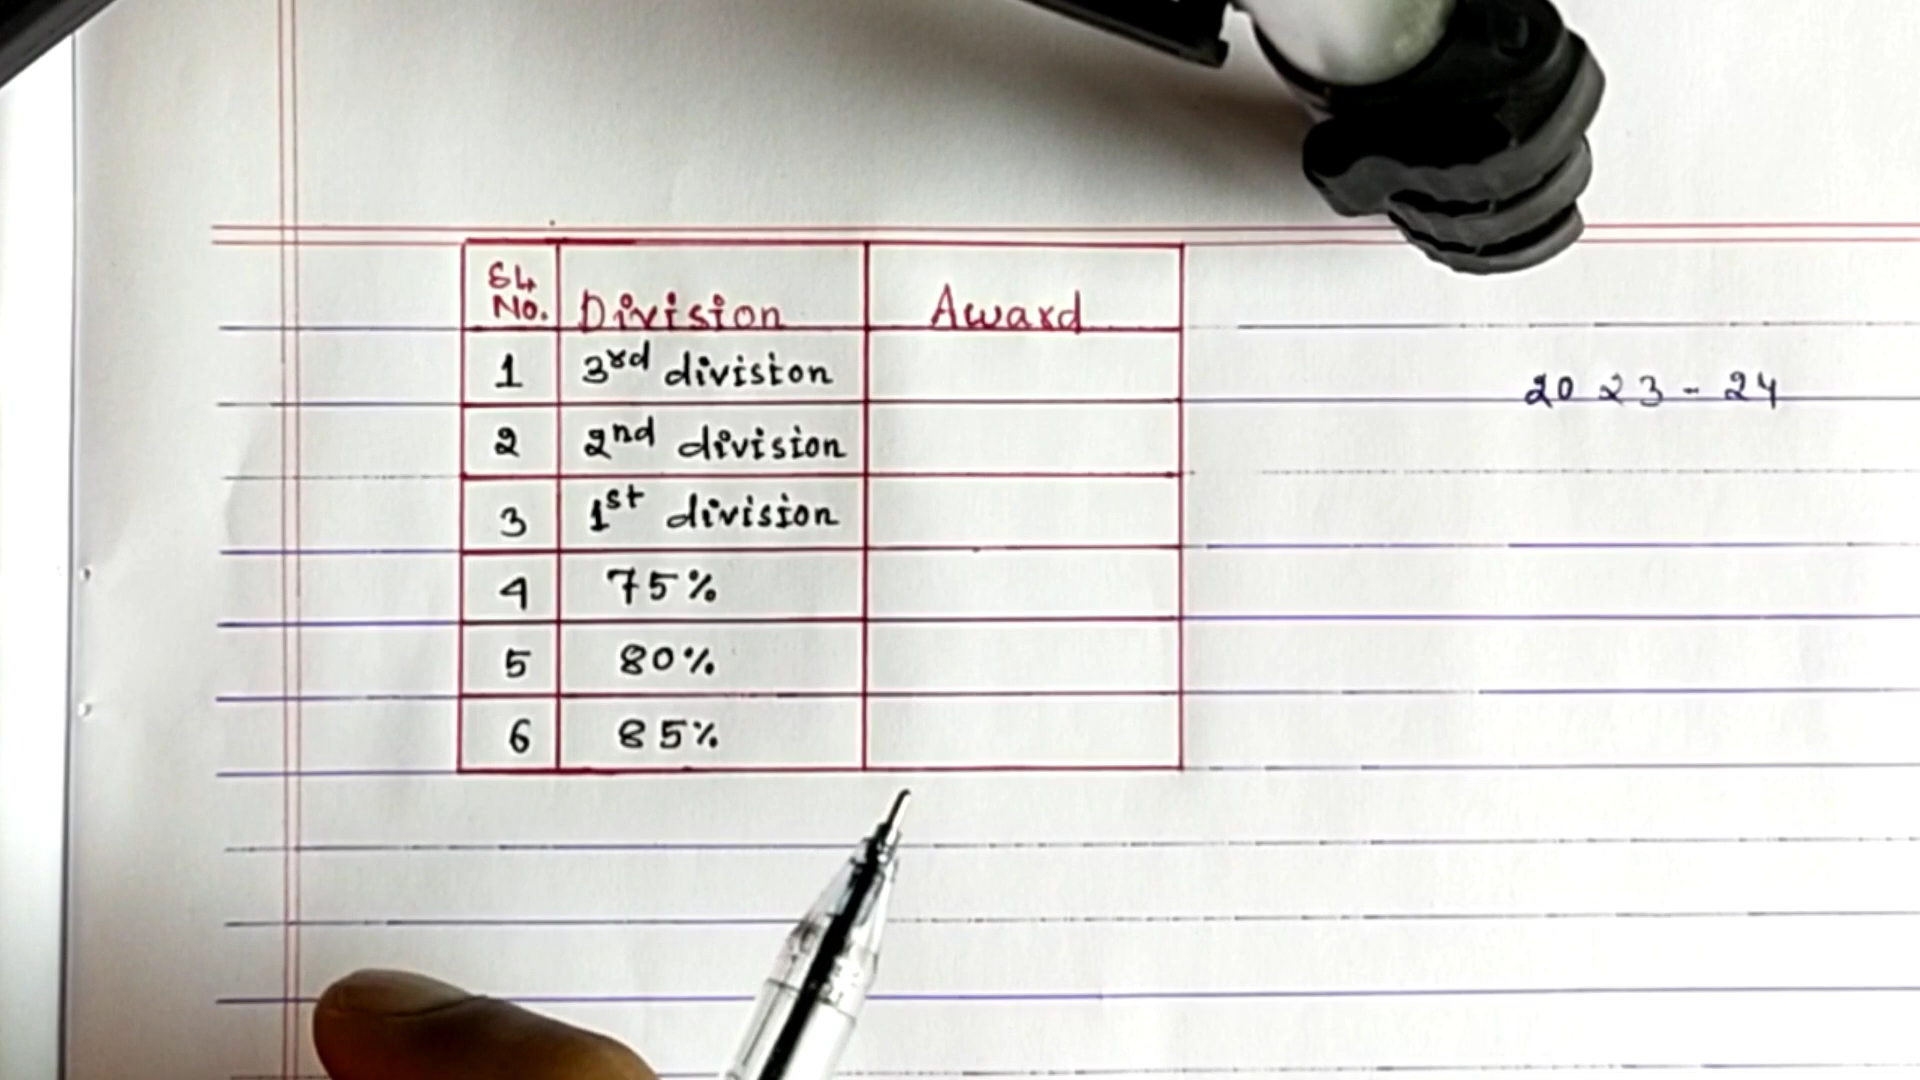 SL No. Division Award
1 3rd division
2 2nd division
3 1st division
4 75%
5 80%
6 85%
2023-24